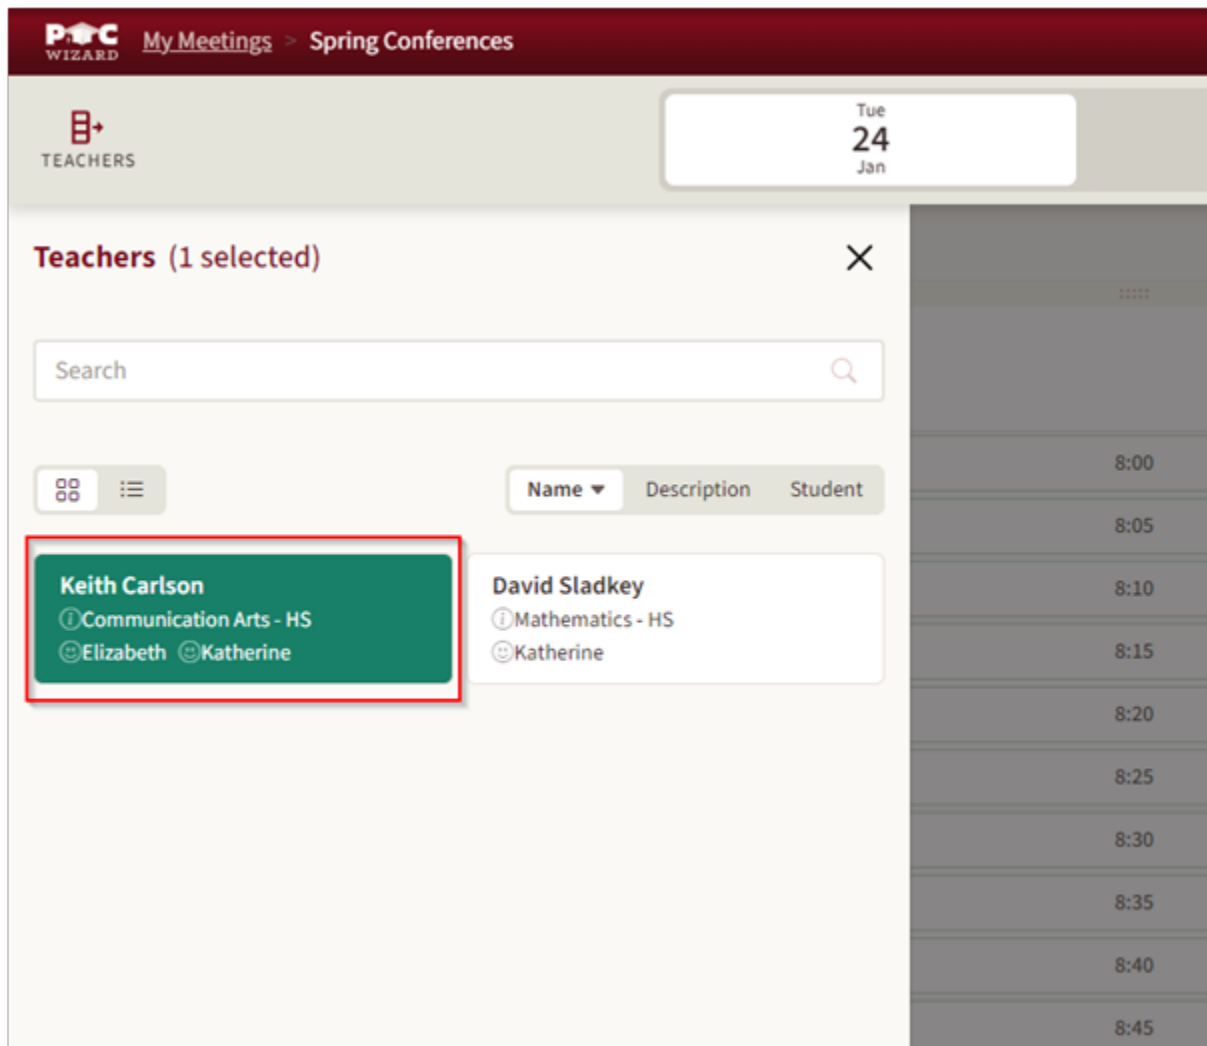 PTC
WIZARD
My Meetings > Spring Conferences
TEACHERS
Tue
24
Jan
Teachers (1 selected)
Search
Name Description Student
Keith Carlson
Communication Arts - HS
Elizabeth Katherine
David Sladkey
Mathematics - HS
Katherine
8:00
8:05
8:10
8:15
8:20
8:25
8:30
8:35
8:40
8:45